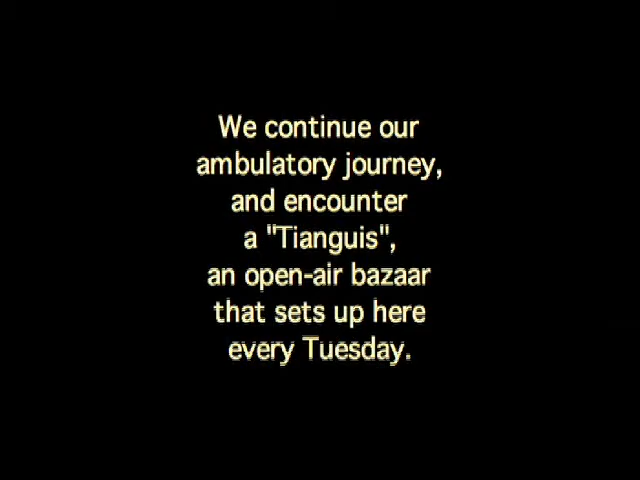 We continue our
ambulatory journey,
and encounter
a "Tianguis",
an open-air bazaar
that sets up here
every Tuesday.